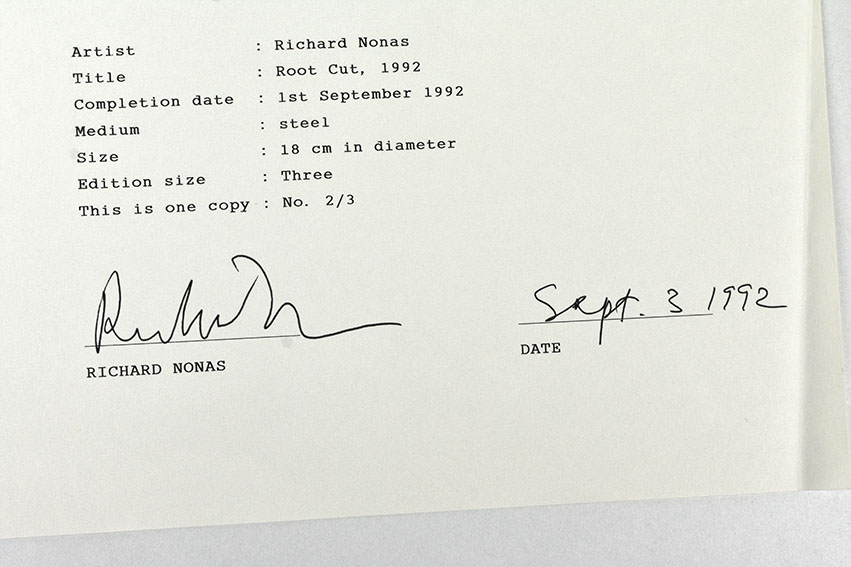 Artist : Richard Nonas
Title : Root Cut, 1992
Completion date : 1st September 1992
Medium : steel
Size : 18 cm in diameter
Edition size : Three
This is one copy : No. 2/3
Sept. 3 1992
RICHARD NONAS
DATE